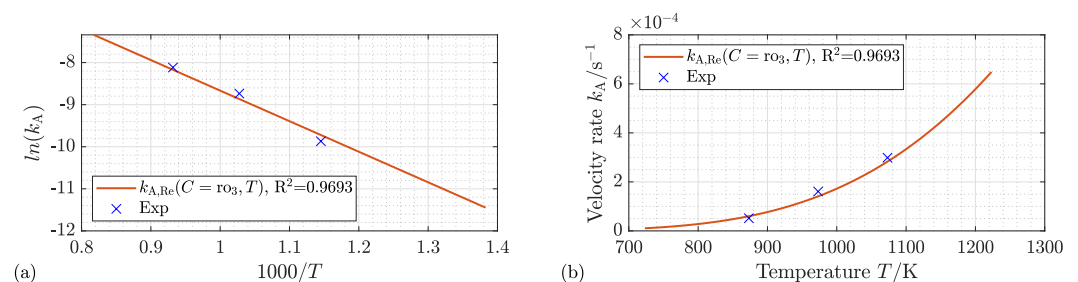 -8
-9
-10
-11
-12
ln(k_A)
k_A,Re(C = ro_3, T), R^2=0.9693
Exp
0.8 0.9 1 1.1 1.2 1.3 1.4
1000/T
(a)
×10^-4
8
6
4
2
0
Velocity rate k_A/s^-1
k_A,Re(C = ro_3, T), R^2=0.9693
Exp
700 800 900 1000 1100 1200 1300
Temperature T/K
(b)